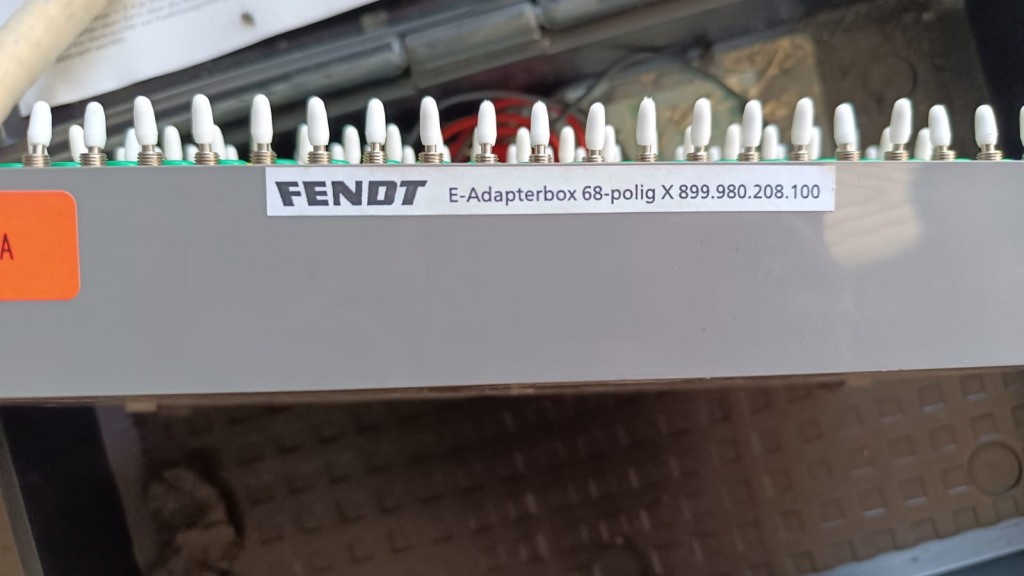 FENDT E-Adapterbox 68-polig X 899.980.208.100
A